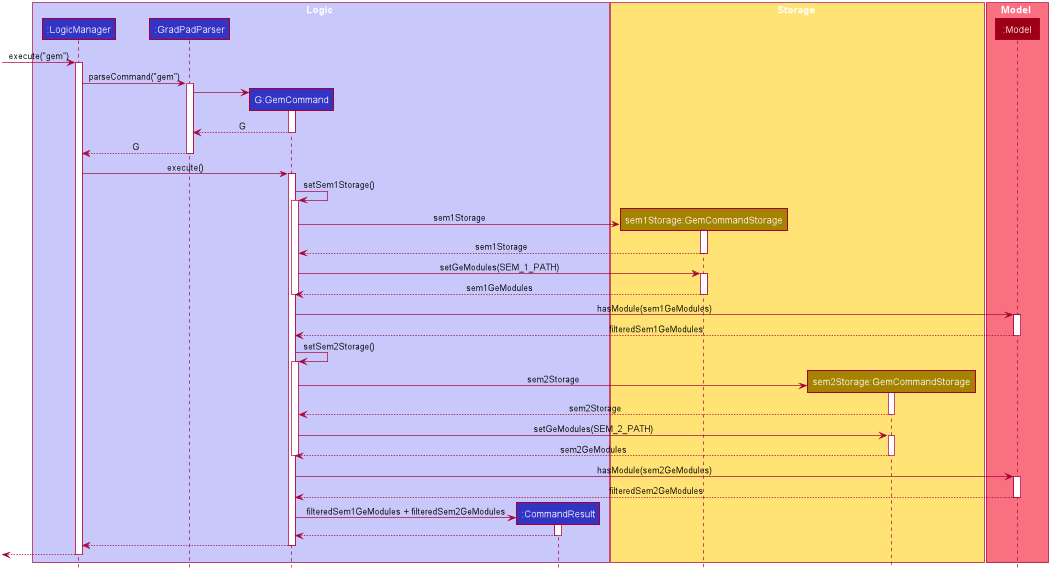 Logic
Storage
Model
:LogicManager
:GradPadParser
:Model
execute("gem")
parseCommand("gem")
G:GemCommand
G
G
execute()
setSem1Storage()
sem1Storage
sem1Storage:GemCommandStorage
sem1Storage
setGeModules(SEM_1_PATH)
sem1GeModules
hasModule(sem1GeModules)
filteredSem1GeModules
setSem2Storage()
sem2Storage
sem2Storage:GemCommandStorage
sem2Storage
setGeModules(SEM_2_PATH)
sem2GeModules
hasModule(sem2GeModules)
filteredSem2GeModules
filteredSem1GeModules + filteredSem2GeModules
:CommandResult